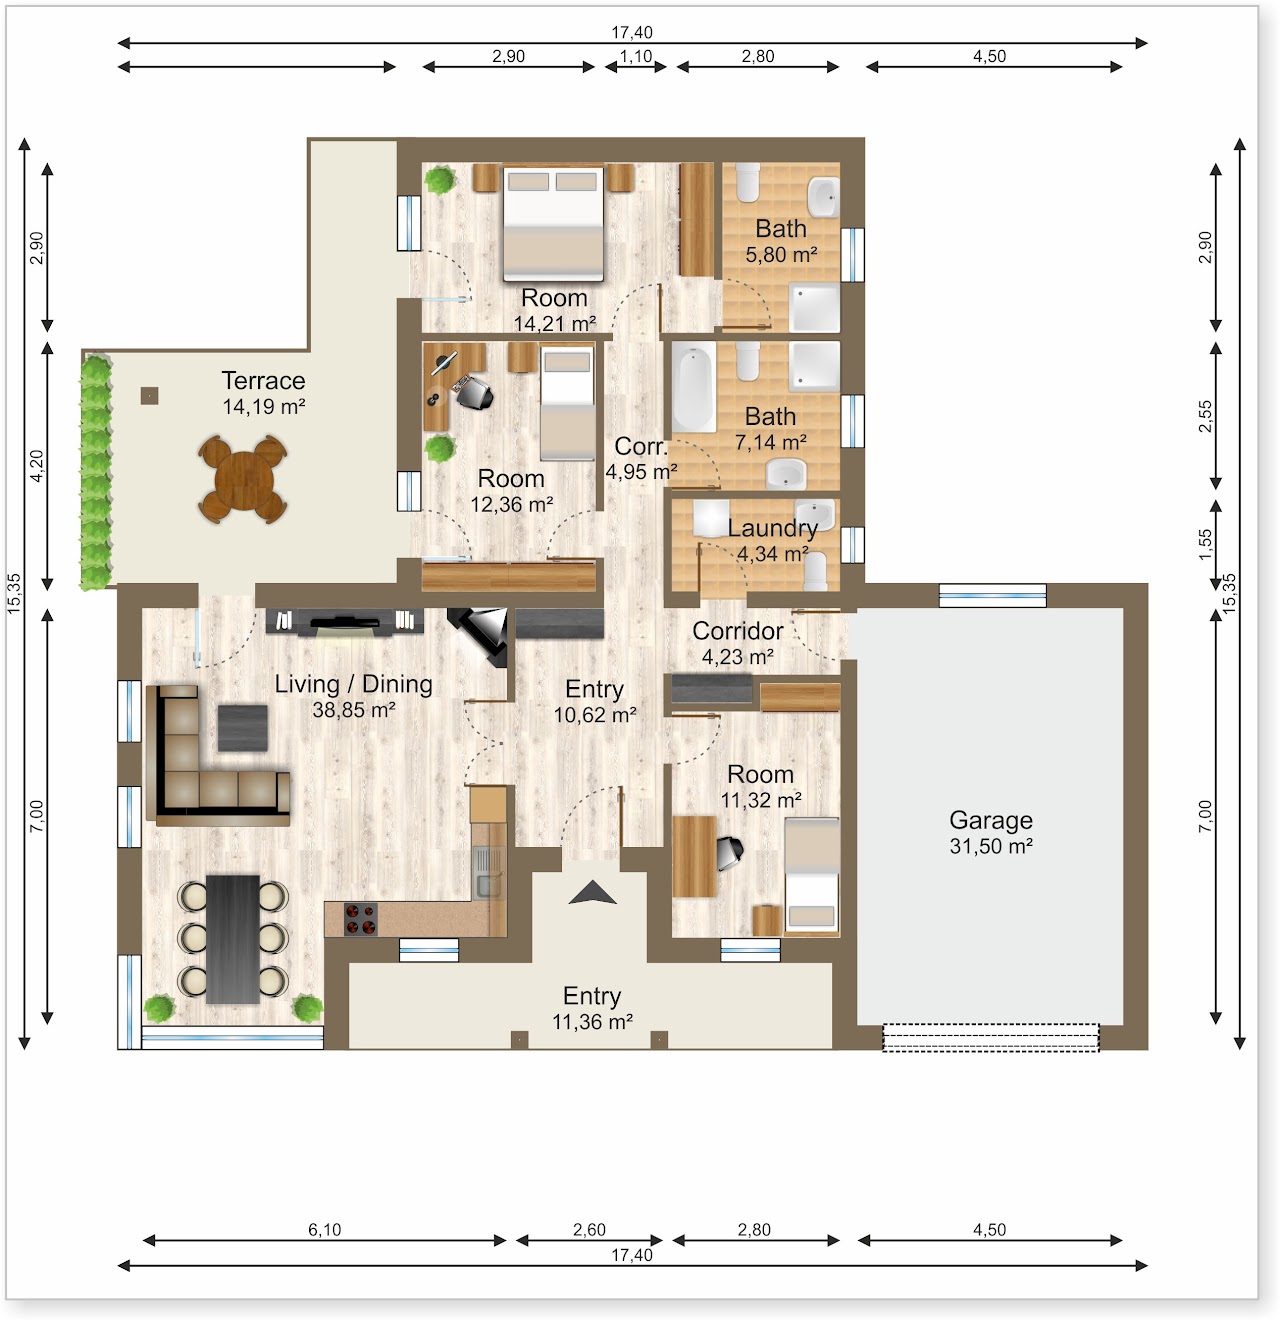 17,40
2,90 1,10 2,80 4,50
2,90
2,90
Bath
5,80 m²
Room
14,21 m²
Terrace
14,19 m²
4,20
2,55
Bath
7,14 m²
Corr.
4,95 m²
Room
12,36 m²
Laundry
4,34 m²
1,55
15,35
15,35
Corridor
4,23 m²
Living / Dining
38,85 m²
Entry
10,62 m²
Room
11,32 m²
7,00
7,00
Garage
31,50 m²
Entry
11,36 m²
6,10 2,60 2,80 4,50
17,40